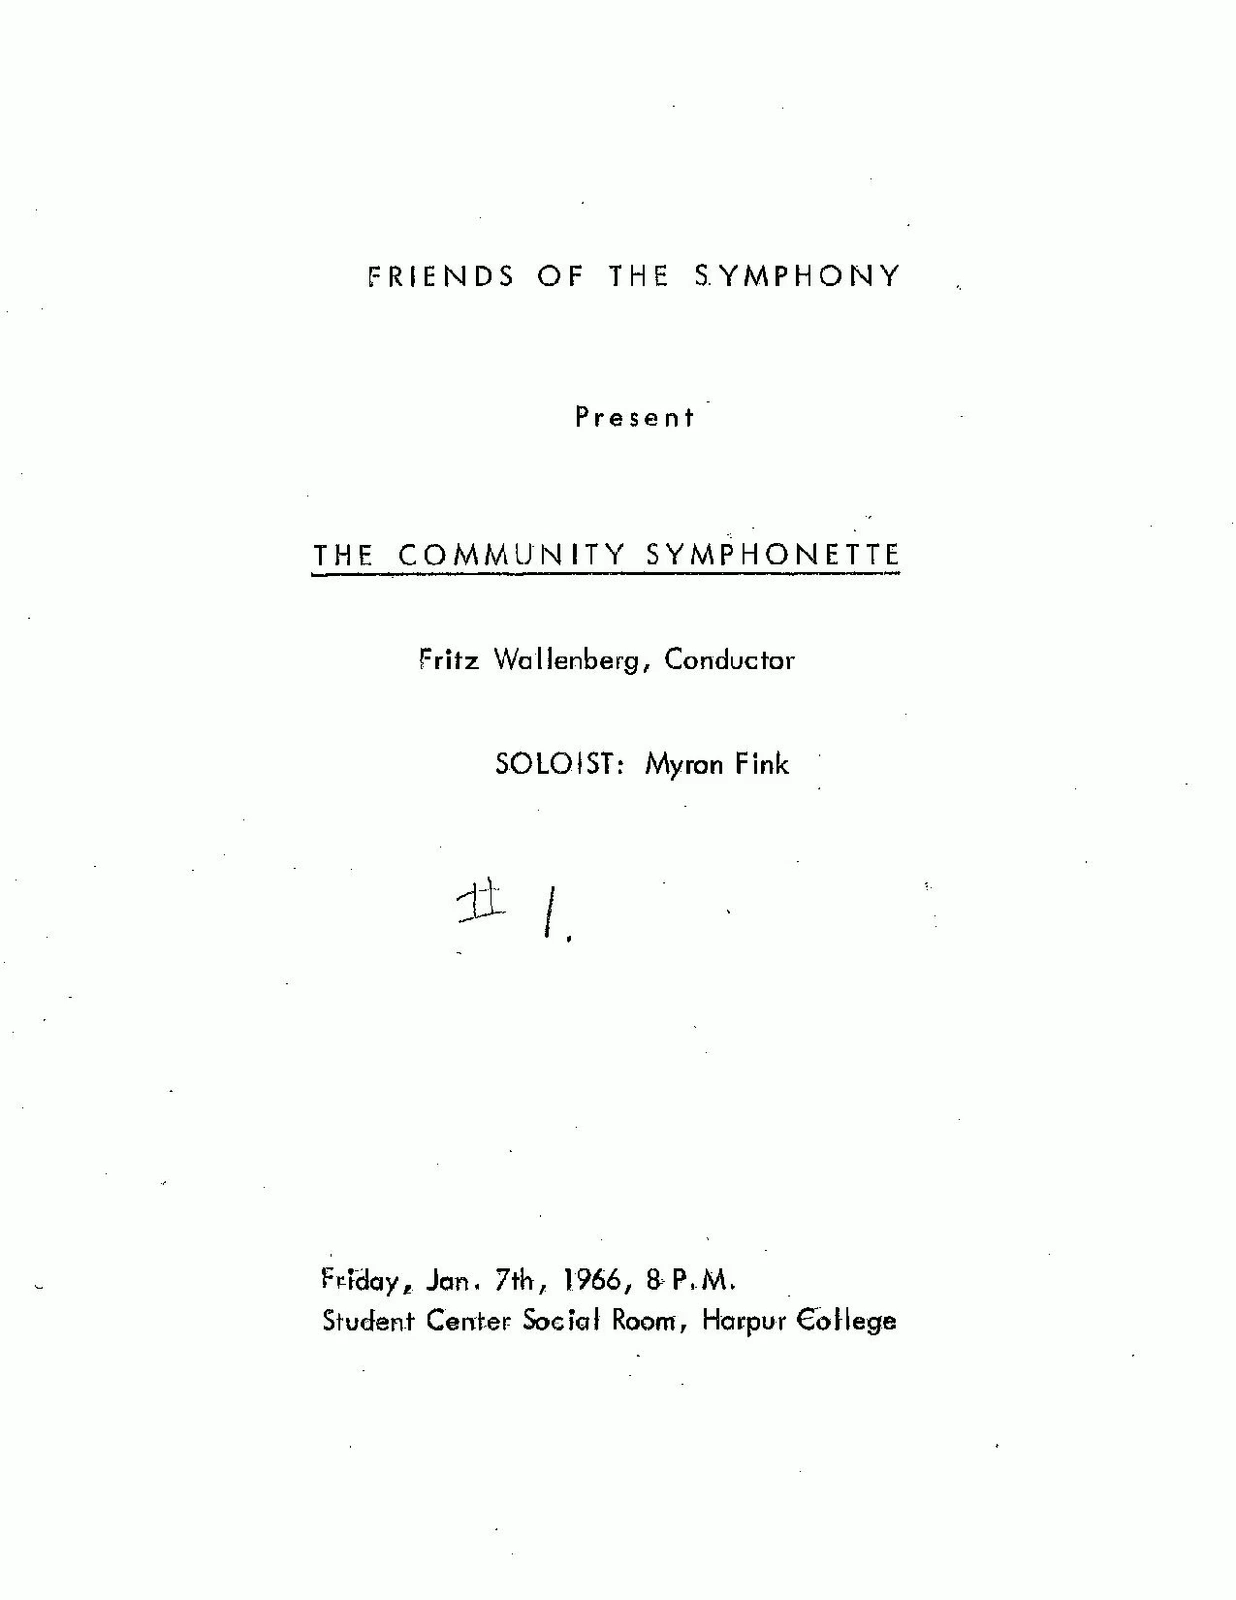 FRIENDS OF THE SYMPHONY
Present
THE COMMUNITY SYMPHONETTE
Fritz Wallenberg, Conductor
SOLOIST: Myron Fink
# 1.
Friday, Jan. 7th, 1966, 8 P.M.
Student Center Social Room, Harpur College